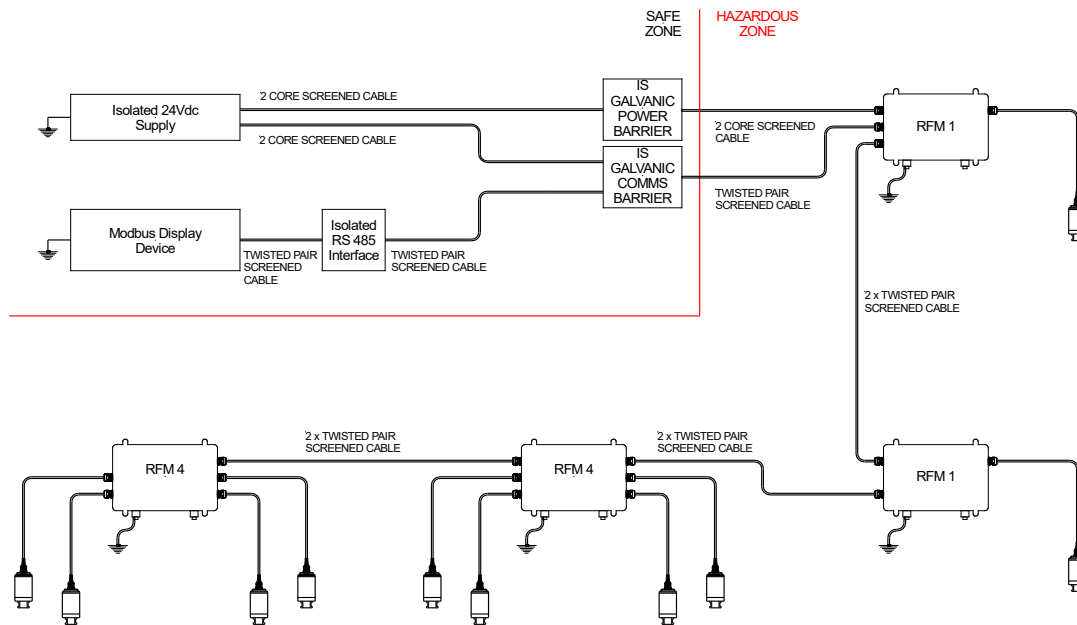 SAFE
ZONE
HAZARDOUS
ZONE
Isolated 24Vdc
Supply
2 CORE SCREENED CABLE
2 CORE SCREENED CABLE
IS
GALVANIC
POWER
BARRIER
2 CORE SCREENED
CABLE
RFM 1
IS
GALVANIC
COMMS
BARRIER
TWISTED PAIR
SCREENED CABLE
Modbus Display
Device
TWISTED PAIR
SCREENED
CABLE
Isolated
RS 485
Interface
TWISTED PAIR
SCREENED CABLE
2 x TWISTED PAIR
SCREENED CABLE
RFM 4
2 x TWISTED PAIR
SCREENED CABLE
RFM 4
2 x TWISTED PAIR
SCREENED CABLE
RFM 1